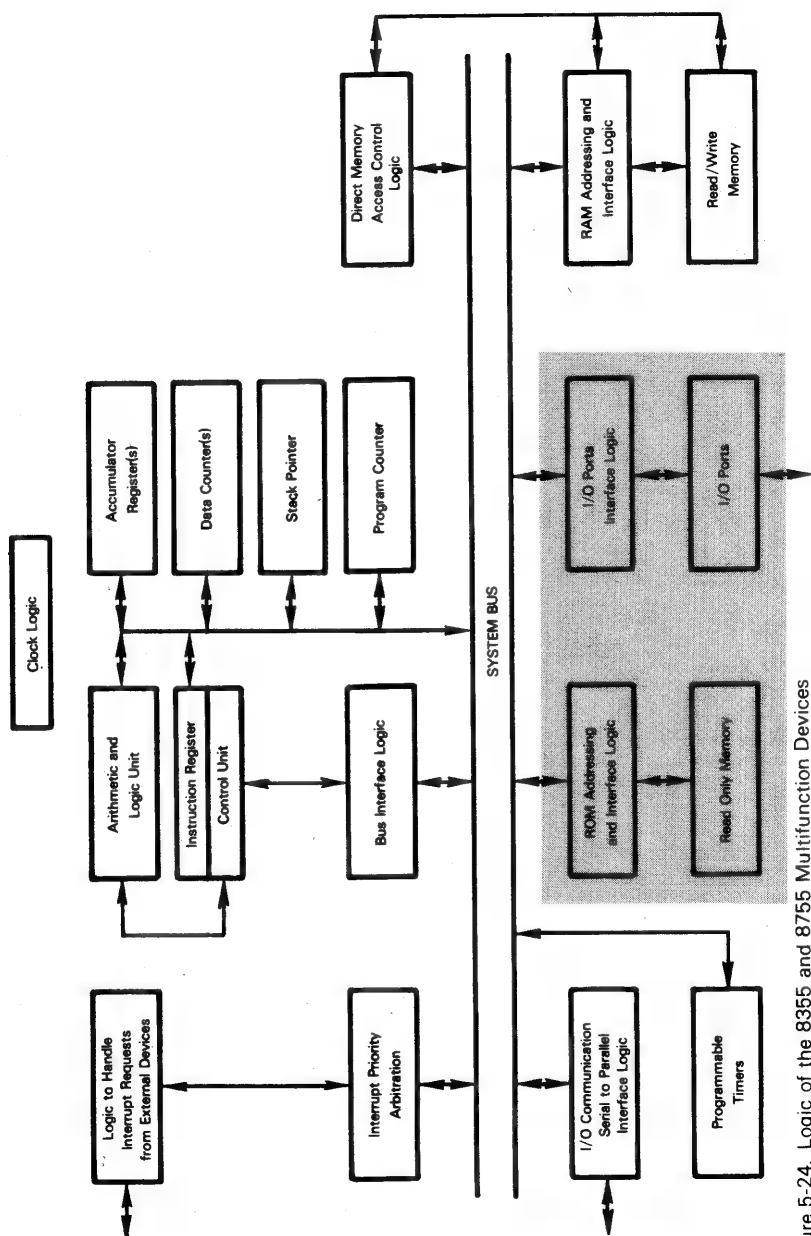 Clock Logic
Logic to Handle
Interrupt Requests
from External Devices
Arithmetic and
Logic Unit
Accumulator
Register(s)
Instruction Register
Control Unit
Data Counter(s)
Stack Pointer
Interrupt Priority
Arbitration
Bus Interface Logic
Program Counter
Direct Memory
Access Control
Logic
SYSTEM BUS
I/O Communication
Serial to Parallel
Interface Logic
ROM Addressing
and Interface Logic
I/O Ports
Interface Logic
RAM Addressing and
Interface Logic
Programmable
Timers
Read Only Memory
I/O Ports
Read/Write
Memory
ure 5-24. Logic of the 8355 and 8755 Multifunction Devices